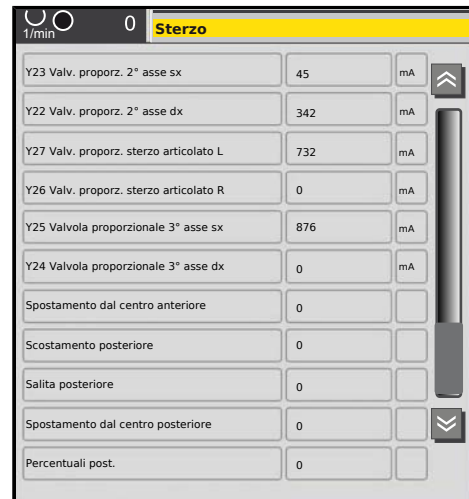 1/min 0 Sterzo
Y23 Valv. proporz. 2° asse sx 45 mA
Y22 Valv. proporz. 2° asse dx 342 mA
Y27 Valv. proporz. sterzo articolato L 732 mA
Y26 Valv. proporz. sterzo articolato R 0 mA
Y25 Valvola proporzionale 3° asse sx 876 mA
Y24 Valvola proporzionale 3° asse dx 0 mA
Spostamento dal centro anteriore 0
Scostamento posteriore 0
Salita posteriore 0
Spostamento dal centro posteriore 0
Percentuali post. 0